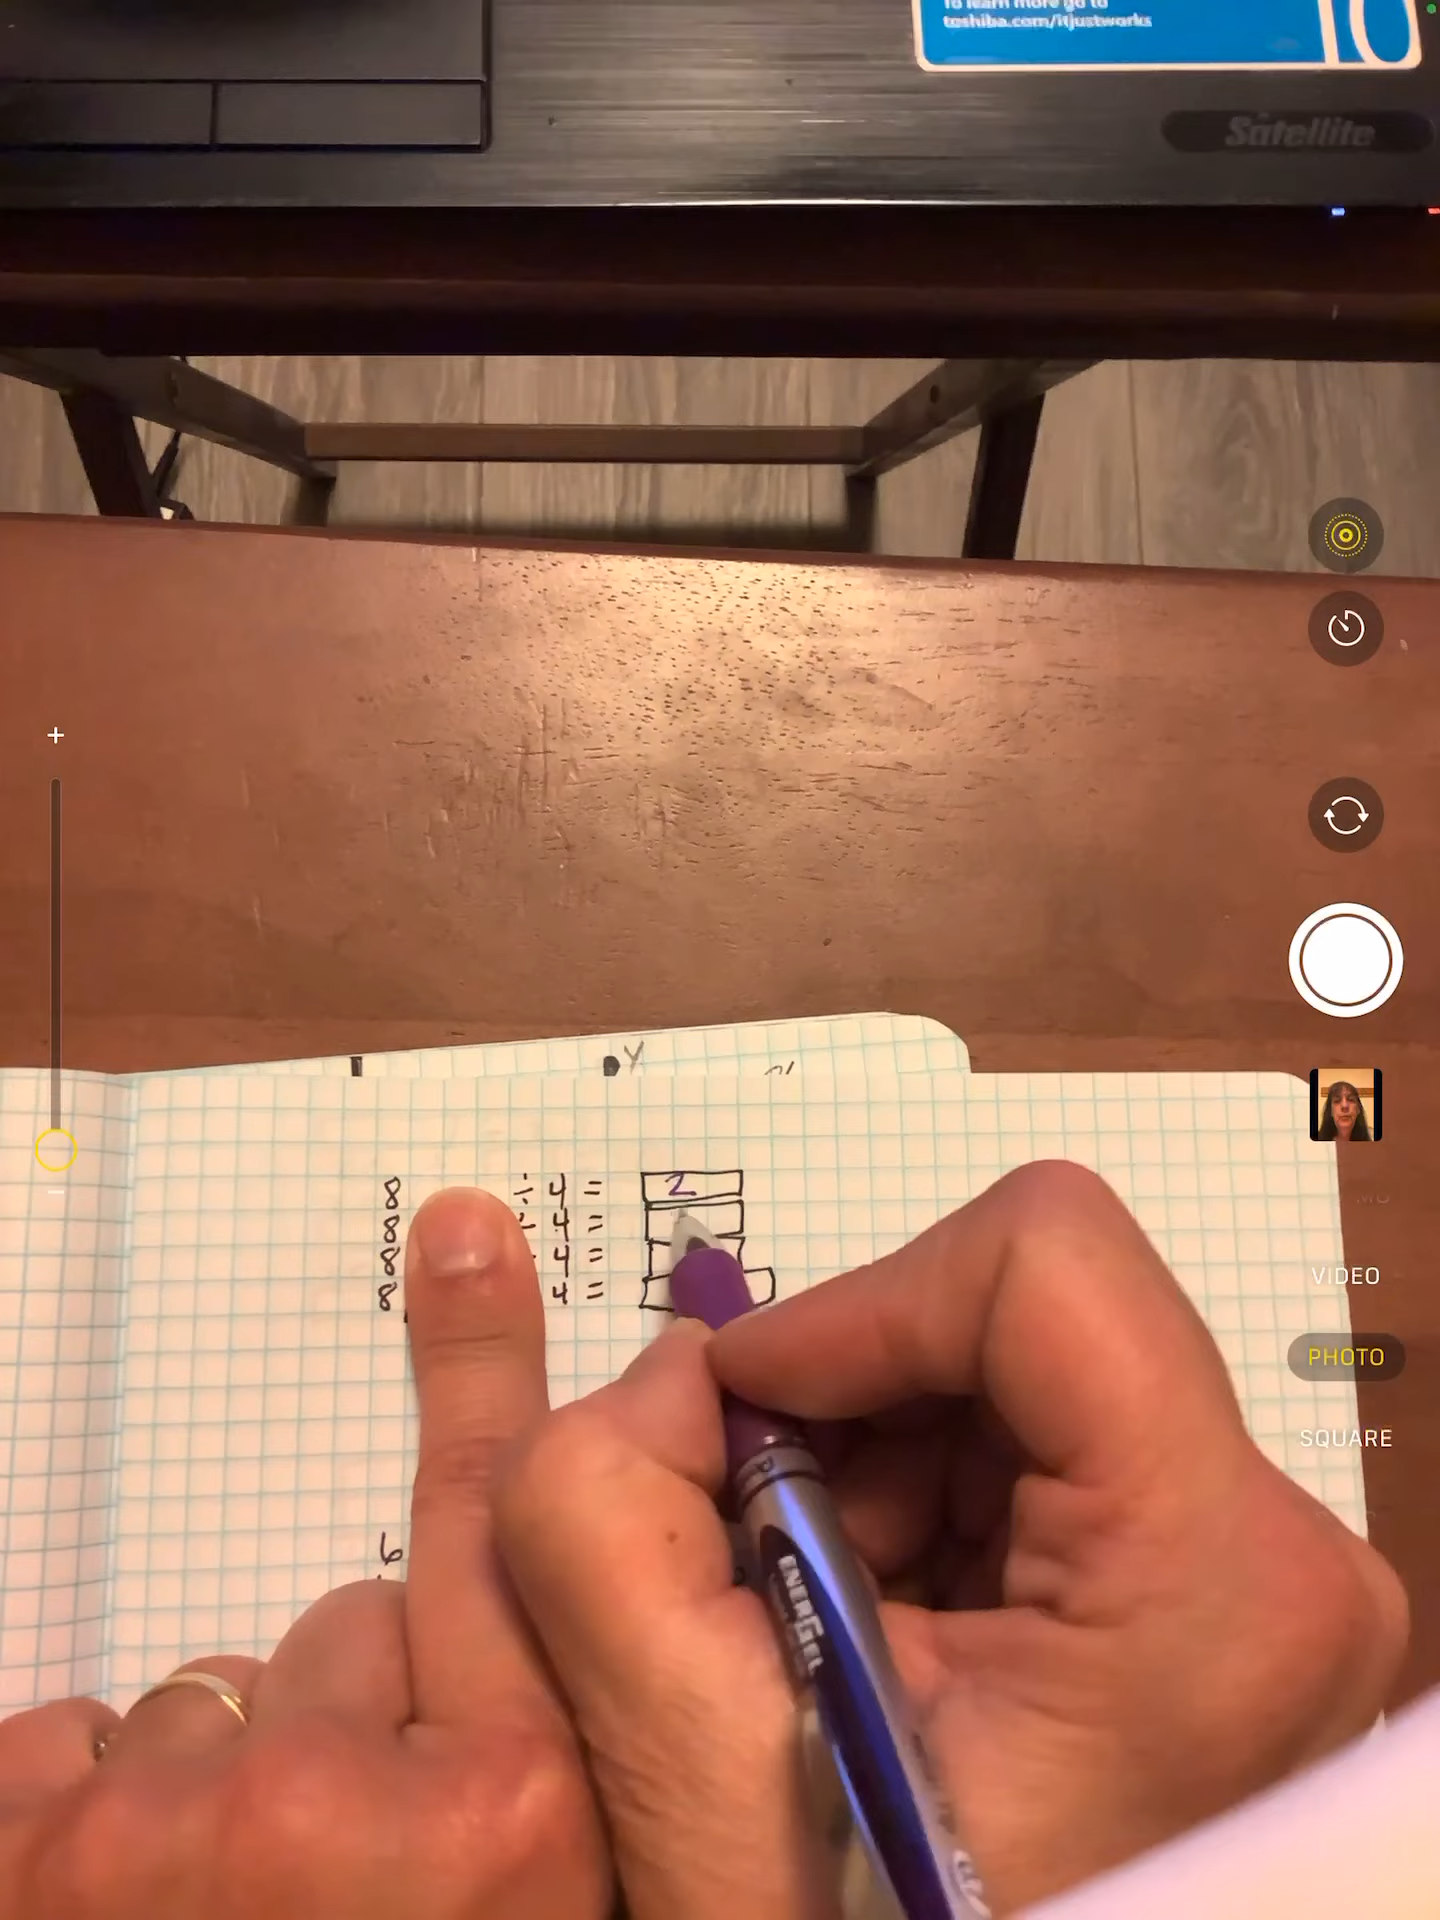 To learn more go to
toshiba.com/itjustworks
10
Satellite
Y
8 ÷ 4 = 2
8 ÷ 4 =
8 ÷ 4 =
8 4 =
6
ENERGEL
VIDEO
PHOTO
SQUARE